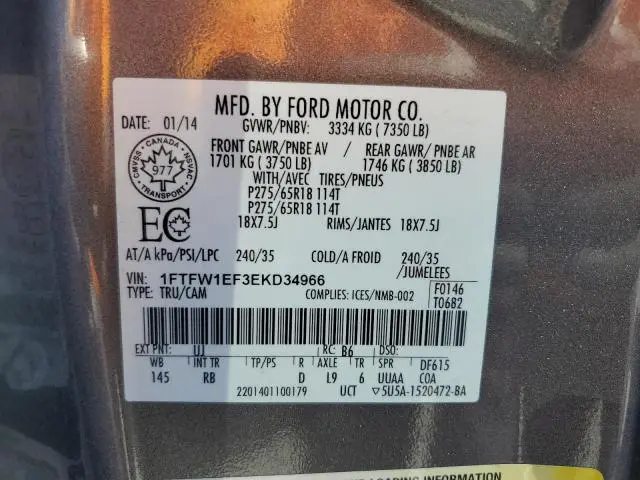 MFD. BY FORD MOTOR CO.
DATE: 01/14 GVWR/PNBV: 3334 KG ( 7350 LB)
FRONT GAWR/PNBE AV / REAR GAWR/ PNBE AR
1701 KG ( 3750 LB) 1746 KG ( 3850 LB)
WITH/AVEC TIRES/PNEUS
P275/65R18 114T
P275/65R18 114T
18X7.5J RIMS/JANTES 18X7.5J
CANADA
CMVSS 977 NSVAC
TRANSPORT
EC
AT/A kPa/PSI/LPC 240/35 COLD/A FROID 240/35
/JUMELEES
VIN: 1FTFW1EF3EKD34966
TYPE: TRU/CAM COMPLIES: ICES/NMB-002
F0146
T0682
EXT PNT: UJ RC: B6 DSO: DF615
WB INT TR TP/PS R AXLE TR SPR
145 RB D L9 6 UUAA COA
2201401100179 UCT ▽5U5A-1520472-BA
LOADING INFORMATION